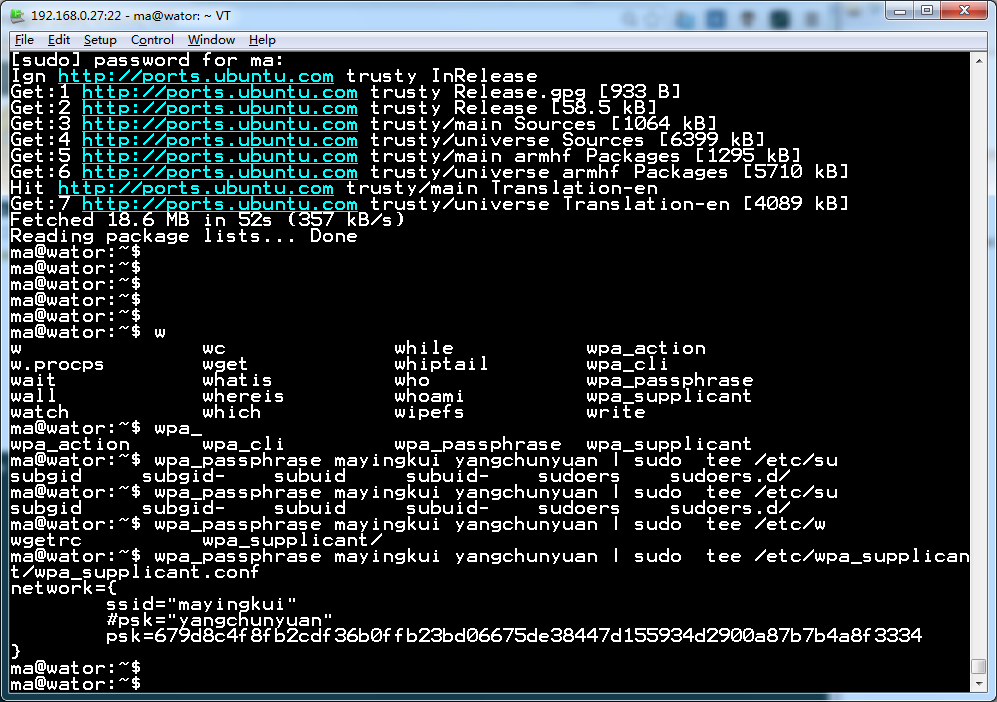 192.168.0.27:22 - ma@wator: ~ VT
File Edit Setup Control Window Help
[sudo] password for ma:
Ign http://ports.ubuntu.com trusty InRelease
Get:1 http://ports.ubuntu.com trusty Release.gpg [933 B]
Get:2 http://ports.ubuntu.com trusty Release [58.5 kB]
Get:3 http://ports.ubuntu.com trusty/main Sources [1064 kB]
Get:4 http://ports.ubuntu.com trusty/universe Sources [6399 kB]
Get:5 http://ports.ubuntu.com trusty/main armhf Packages [1295 kB]
Get:6 http://ports.ubuntu.com trusty/universe armhf Packages [5710 kB]
Hit http://ports.ubuntu.com trusty/main Translation-en
Get:7 http://ports.ubuntu.com trusty/universe Translation-en [4089 kB]
Fetched 18.6 MB in 52s (357 kB/s)
Reading package lists... Done
ma@wator:~$
ma@wator:~$
ma@wator:~$
ma@wator:~$
ma@wator:~$
ma@wator:~$ w
w wc while wpa_action
w.procps wget whiptail wpa_cli
wait whatis who wpa_passphrase
wall whereis whoami wpa_supplicant
watch which wipefs write
ma@wator:~$ wpa_
wpa_action wpa_cli wpa_passphrase wpa_supplicant
ma@wator:~$ wpa_passphrase mayingkui yangchunyuan | sudo  tee /etc/su
subgid subgid- subuid subuid- sudoers sudoers.d/
ma@wator:~$ wpa_passphrase mayingkui yangchunyuan | sudo  tee /etc/su
subgid subgid- subuid subuid- sudoers sudoers.d/
ma@wator:~$ wpa_passphrase mayingkui yangchunyuan | sudo  tee /etc/w
wgetrc wpa_supplicant/
ma@wator:~$ wpa_passphrase mayingkui yangchunyuan | sudo  tee /etc/wpa_supplican
t/wpa_supplicant.conf
network={
ssid="mayingkui"
#psk="yangchunyuan"
psk=679d8c4f8fb2cdf36b0ffb23bd06675de38447d155934d2900a87b7b4a8f3334
}
ma@wator:~$
ma@wator:~$